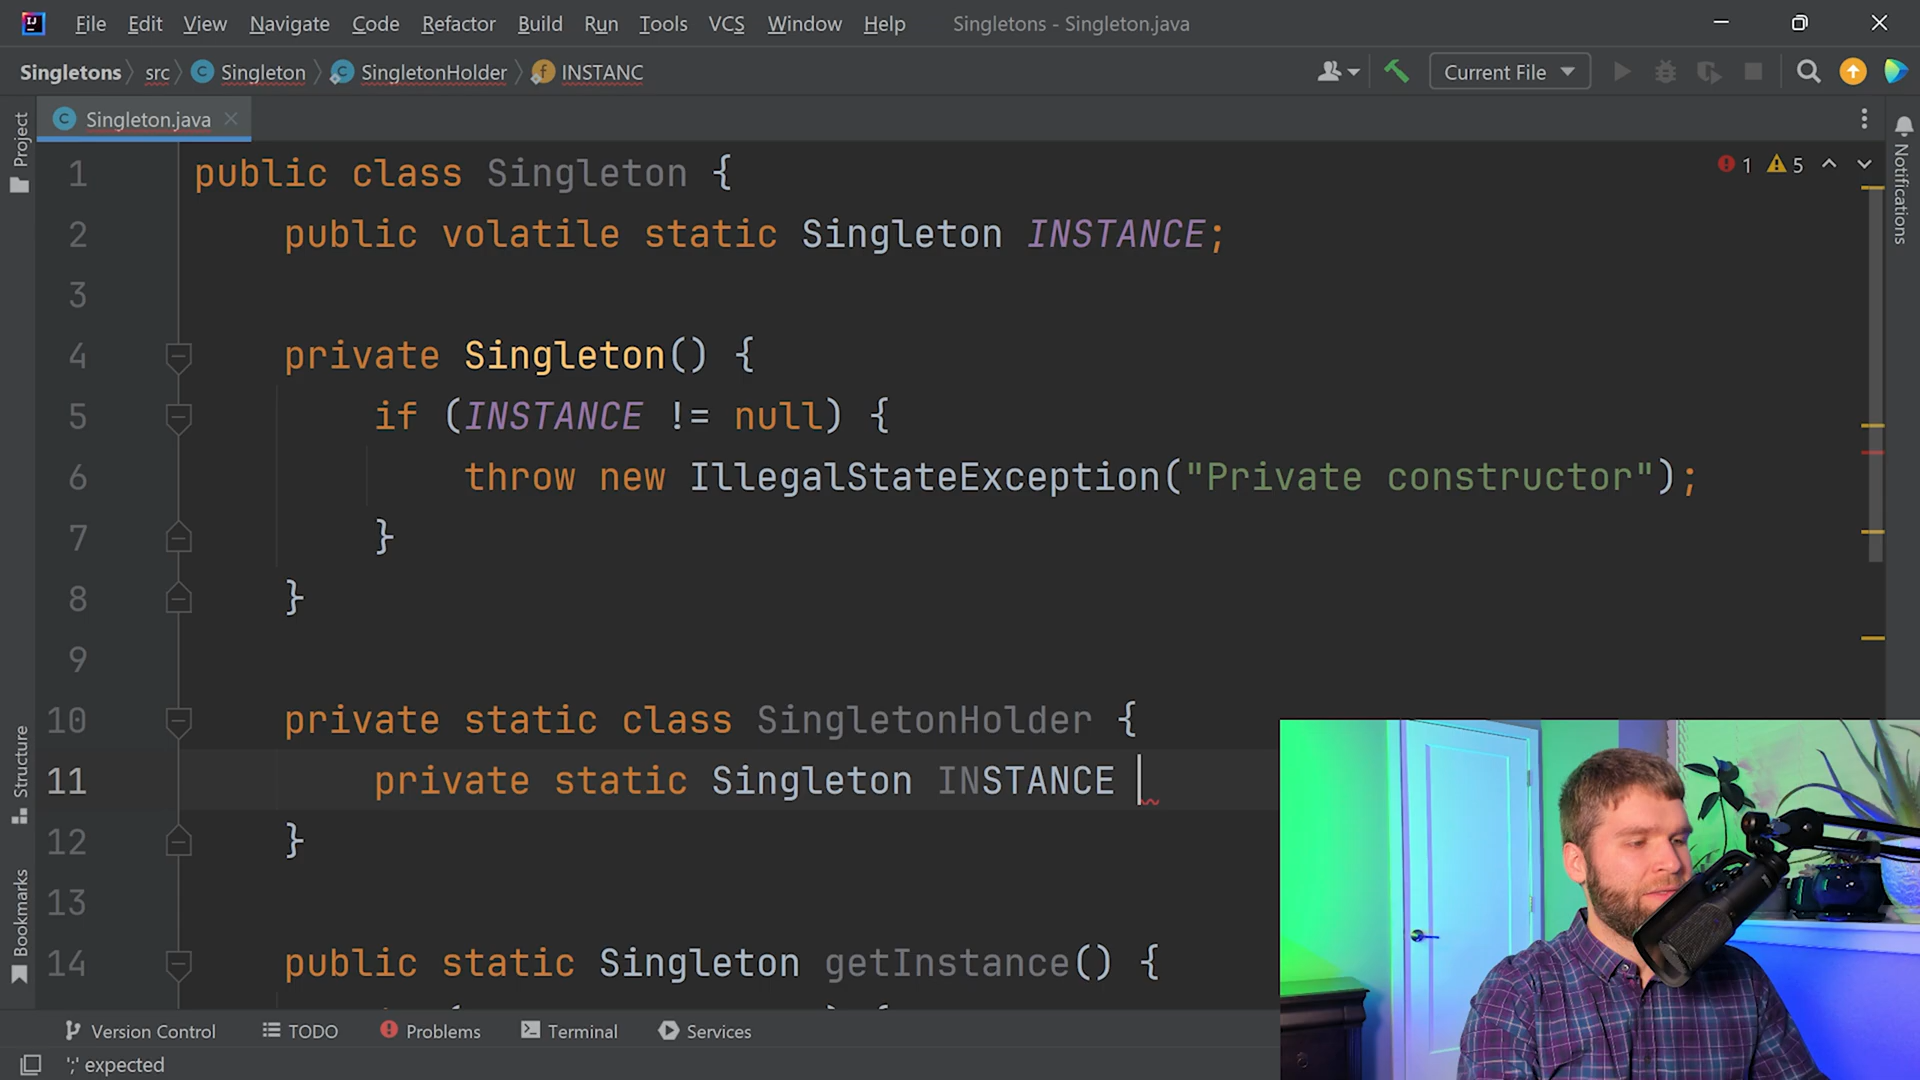 File Edit View Navigate Code Refactor Build Run Tools VCS Window Help Singletons - Singleton.java
Singletons src Singleton SingletonHolder INSTANC Current File
Project
Singleton.java
Notifications
1 public class Singleton { 1 5
2 public volatile static Singleton INSTANCE;
3
4 private Singleton() {
5 if (INSTANCE != null) {
6 throw new IllegalStateException("Private constructor");
7 }
8 }
9
10 private static class SingletonHolder {
11 private static Singleton INSTANCE
12 }
13
14 public static Singleton getInstance() {
Structure
Bookmarks
Version Control TODO Problems Terminal Services
';' expected